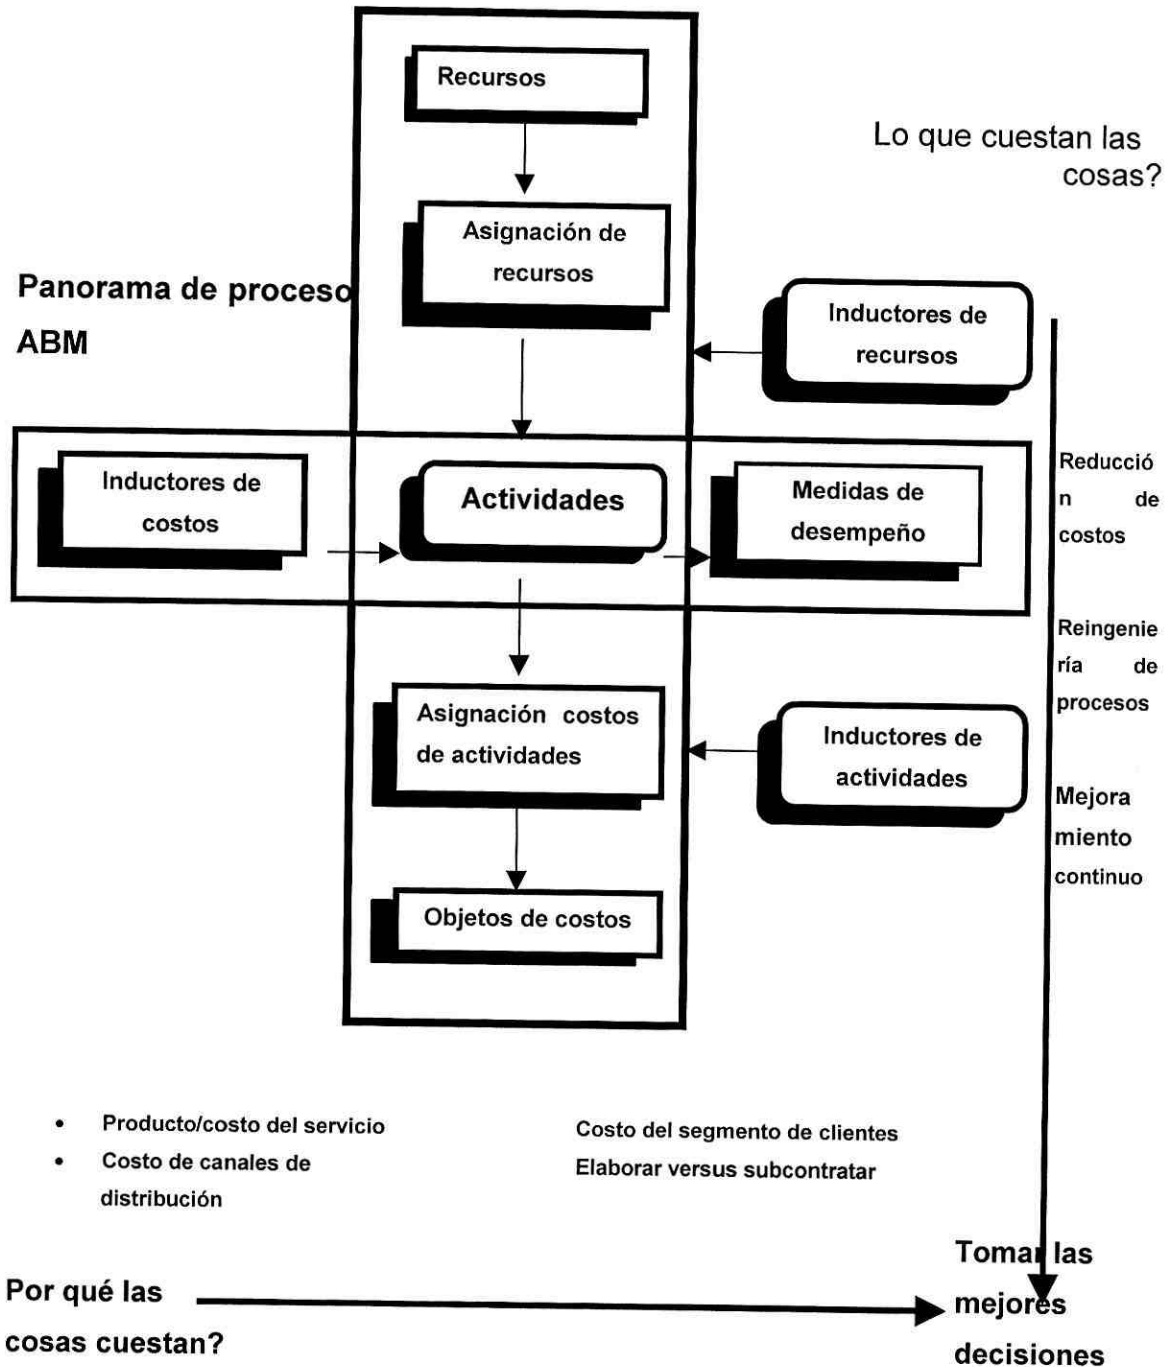 Recursos
Lo que cuestan las
cosas?
Asignación de
recursos
Panorama de proceso
ABM
Inductores de
recursos
Inductores de
costos
Actividades
Medidas de
desempeño
Reducció
n de
costos
Reingenie
ría de
procesos
Asignación costos
de actividades
Inductores de
actividades
Mejora
miento
continuo
Objetos de costos
• Producto/costo del servicio
• Costo de canales de
distribución
Costo del segmento de clientes
Elaborar versus subcontratar
Por qué las
cosas cuestan?
Tomar las
mejores
decisiones